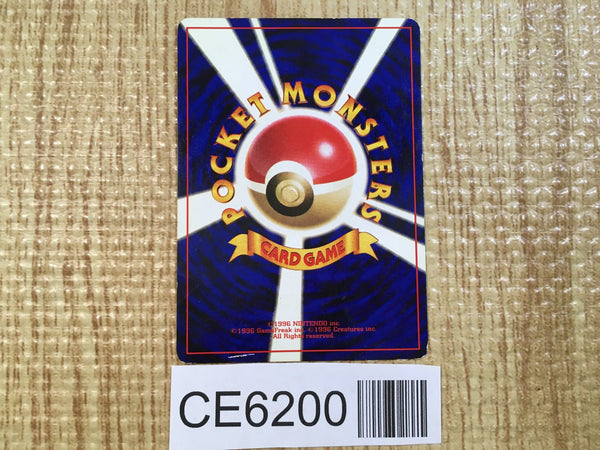 POCKET MONSTERS
CARD GAME
©1996 NINTENDO inc.
©1996 GameFreak inc. ©1996 Creatures inc.
All Rights reserved.
CE6200